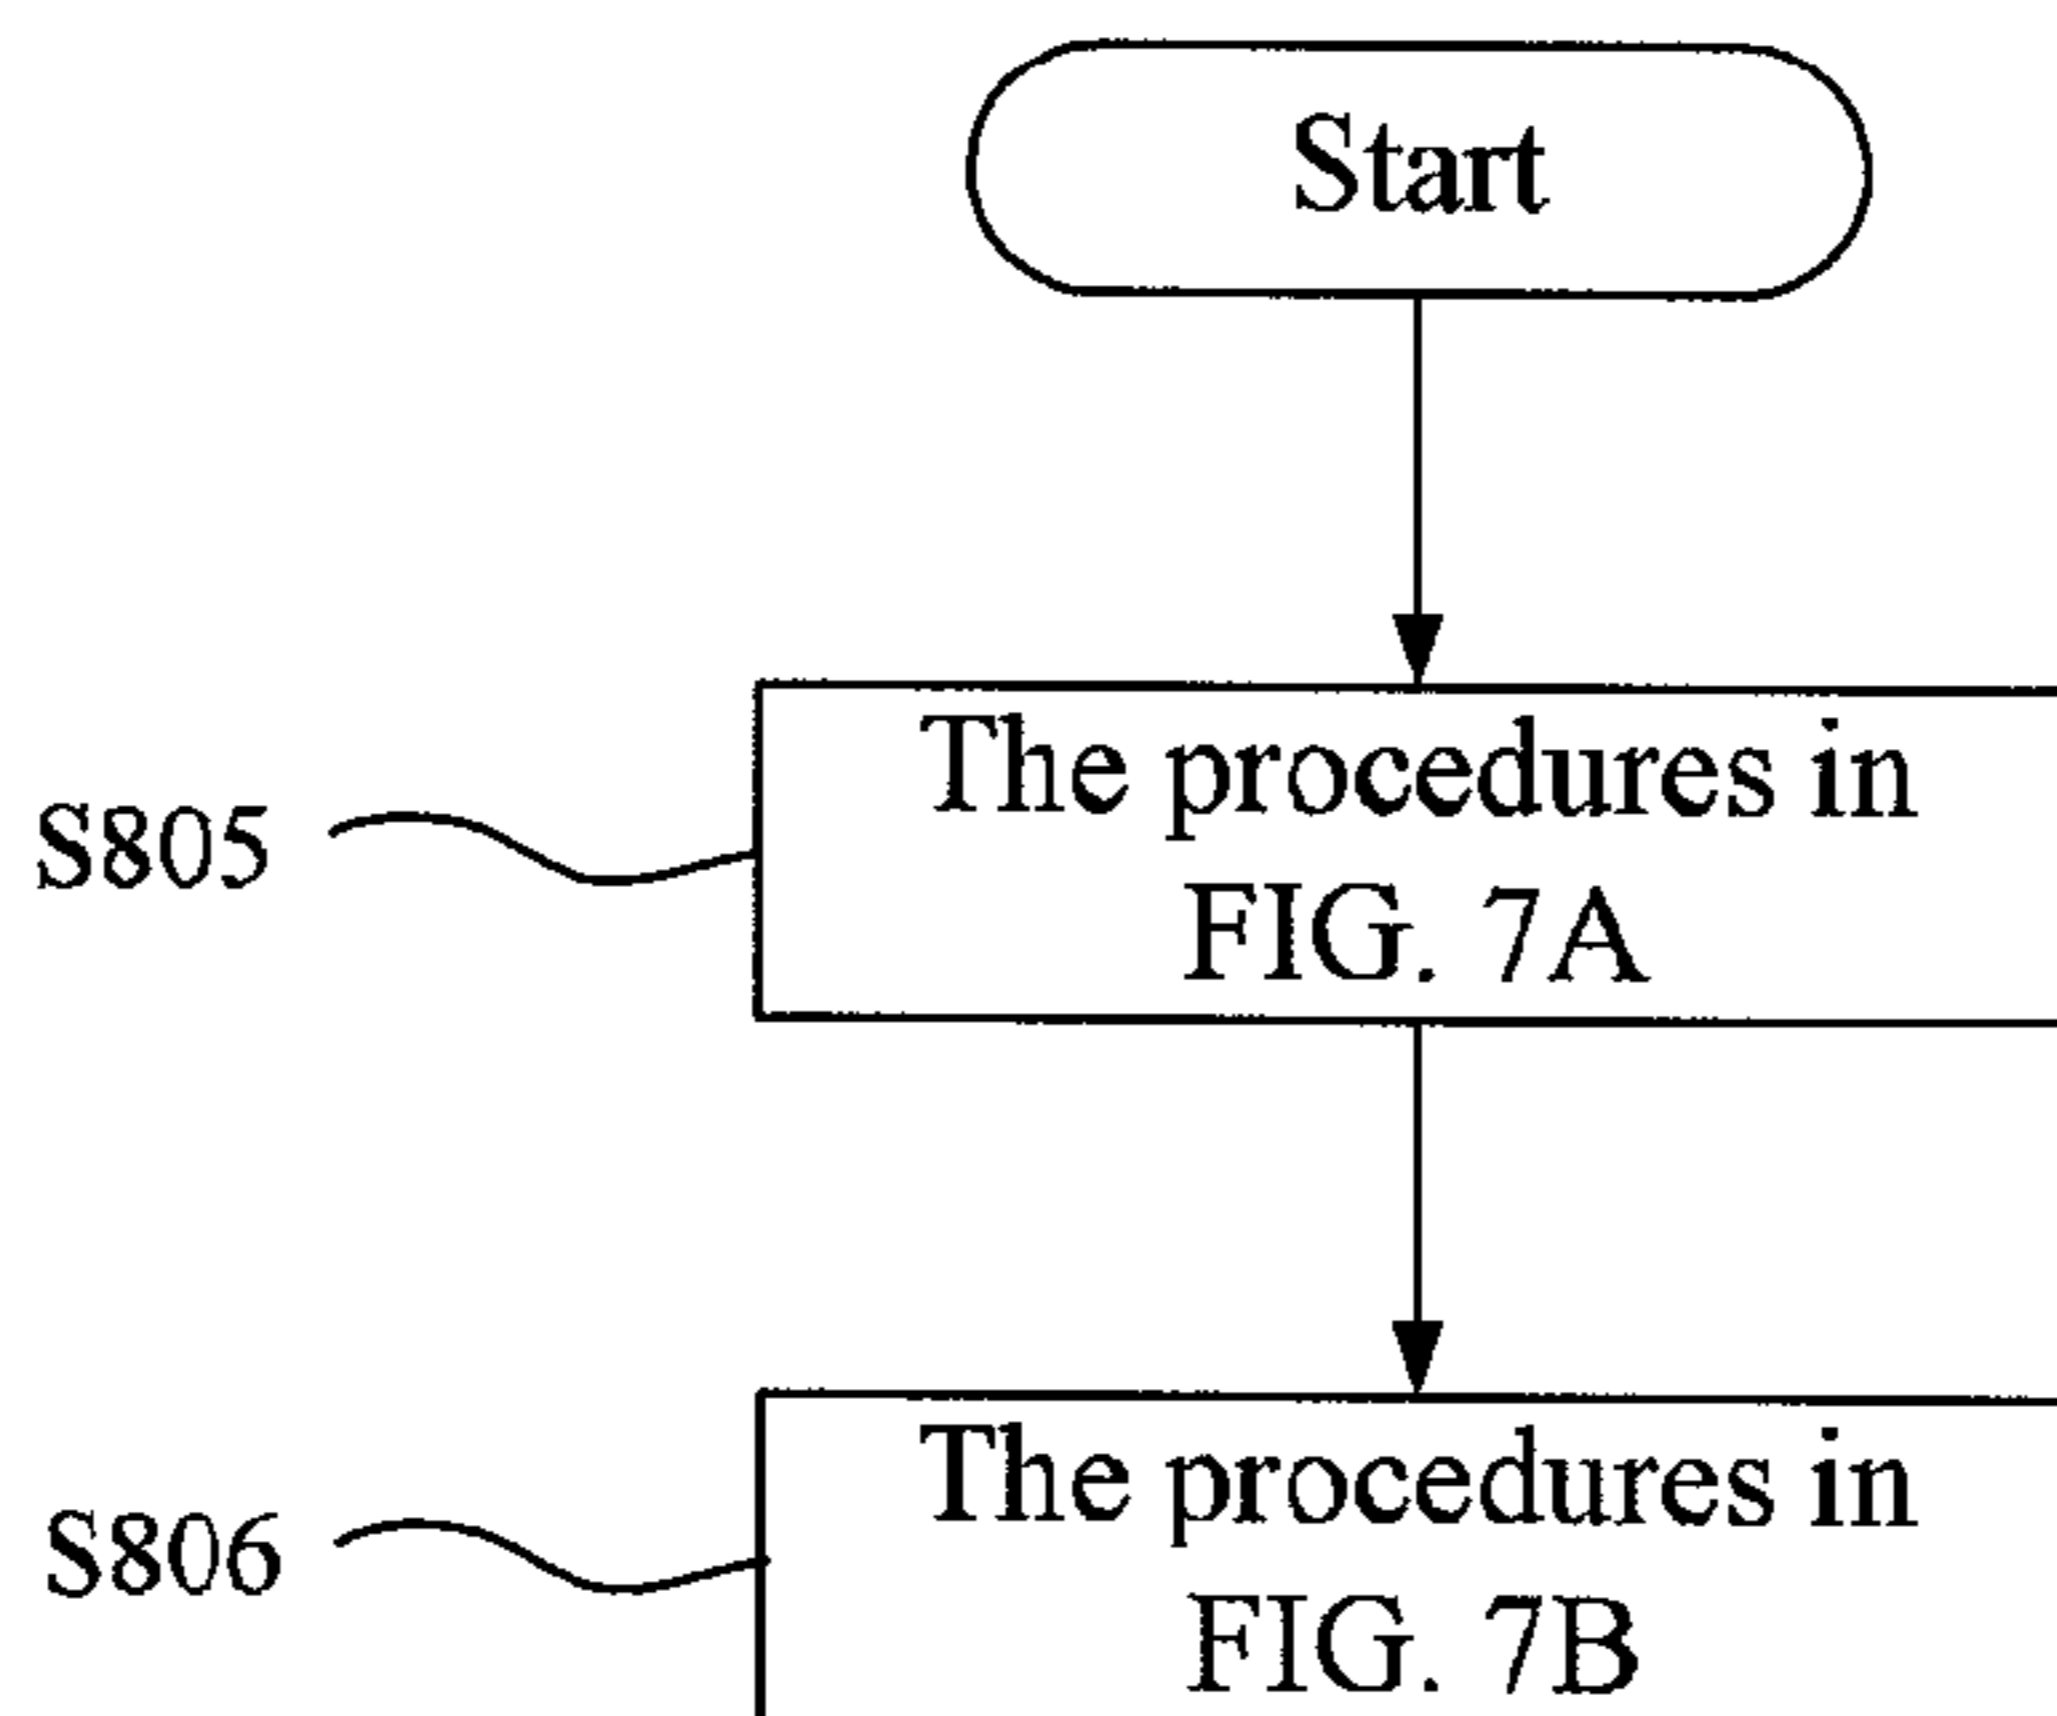 Start
The procedures in
S805
FIG. 7A
The procedures in
S806
FIG. 7B